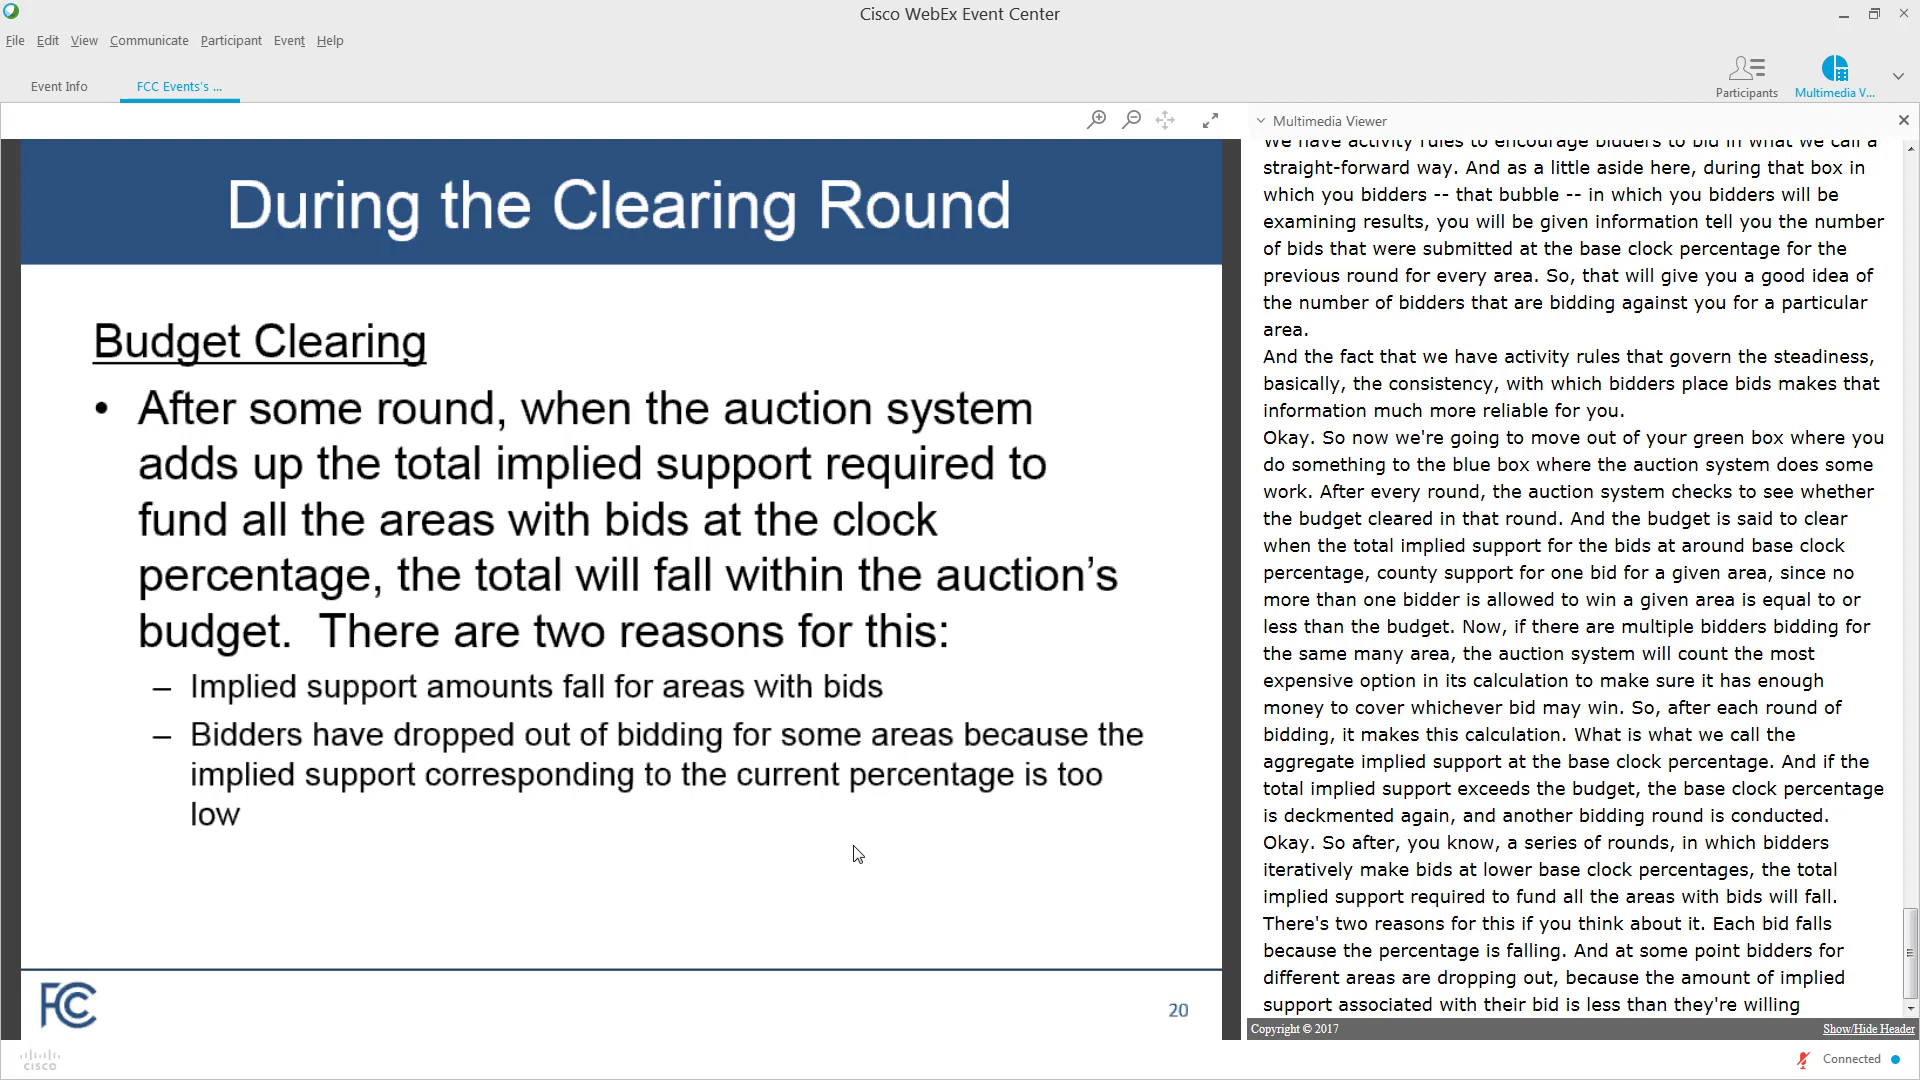 Cisco WebEx Event Center
File Edit View Communicate Participant Event Help
Event Info FCC Events's ...
Participants Multimedia V...
During the Clearing Round
Budget Clearing
• After some round, when the auction system
adds up the total implied support required to
fund all the areas with bids at the clock
percentage, the total will fall within the auction's
budget. There are two reasons for this:
– Implied support amounts fall for areas with bids
– Bidders have dropped out of bidding for some areas because the
implied support corresponding to the current percentage is too
low
FCC
20
Multimedia Viewer
We have activity rules to encourage bidders to bid in what we call a
straight-forward way. And as a little aside here, during that box in
which you bidders -- that bubble -- in which you bidders will be
examining results, you will be given information tell you the number
of bids that were submitted at the base clock percentage for the
previous round for every area. So, that will give you a good idea of
the number of bidders that are bidding against you for a particular
area.
And the fact that we have activity rules that govern the steadiness,
basically, the consistency, with which bidders place bids makes that
information much more reliable for you.
Okay. So now we're going to move out of your green box where you
do something to the blue box where the auction system does some
work. After every round, the auction system checks to see whether
the budget cleared in that round. And the budget is said to clear
when the total implied support for the bids at around base clock
percentage, county support for one bid for a given area, since no
more than one bidder is allowed to win a given area is equal to or
less than the budget. Now, if there are multiple bidders bidding for
the same many area, the auction system will count the most
expensive option in its calculation to make sure it has enough
money to cover whichever bid may win. So, after each round of
bidding, it makes this calculation. What is what we call the
aggregate implied support at the base clock percentage. And if the
total implied support exceeds the budget, the base clock percentage
is deckmented again, and another bidding round is conducted.
Okay. So after, you know, a series of rounds, in which bidders
iteratively make bids at lower base clock percentages, the total
implied support required to fund all the areas with bids will fall.
There's two reasons for this if you think about it. Each bid falls
because the percentage is falling. And at some point bidders for
different areas are dropping out, because the amount of implied
support associated with their bid is less than they're willing
Copyright © 2017 Show/Hide Header
cisco
Connected